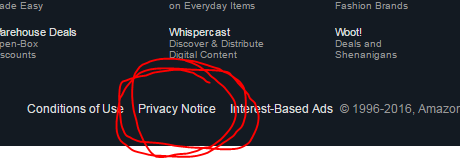 ade Easy
on Everyday Items
Fashion Brands
arehouse Deals
Whispercast
Woot!
pen-Box
Discover & Distribute
Deals and
scounts
Digital Content
Shenanigans
Conditions of Use Privacy Notice Interest-Based Ads © 1996-2016, Amazon